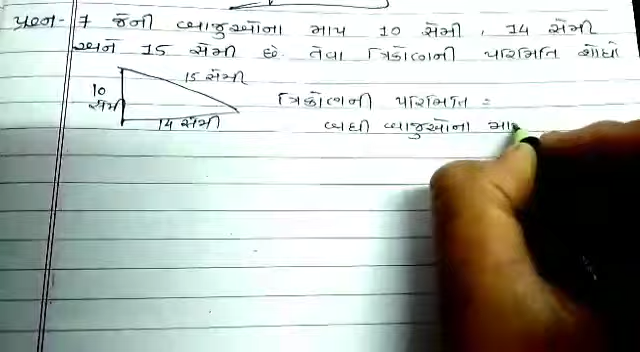 પ્રશ્ન- 7 જેની બાજુઓના માપ 10 સેમી, 14 સેમી
અને 15 સેમી છે. તેવા ત્રિકોણની પરિમિતિ શોધો
15 સેમી
10
સેમી
14 સેમી
ત્રિકોણની પરિમિતિ =
બધી બાજુઓના મા